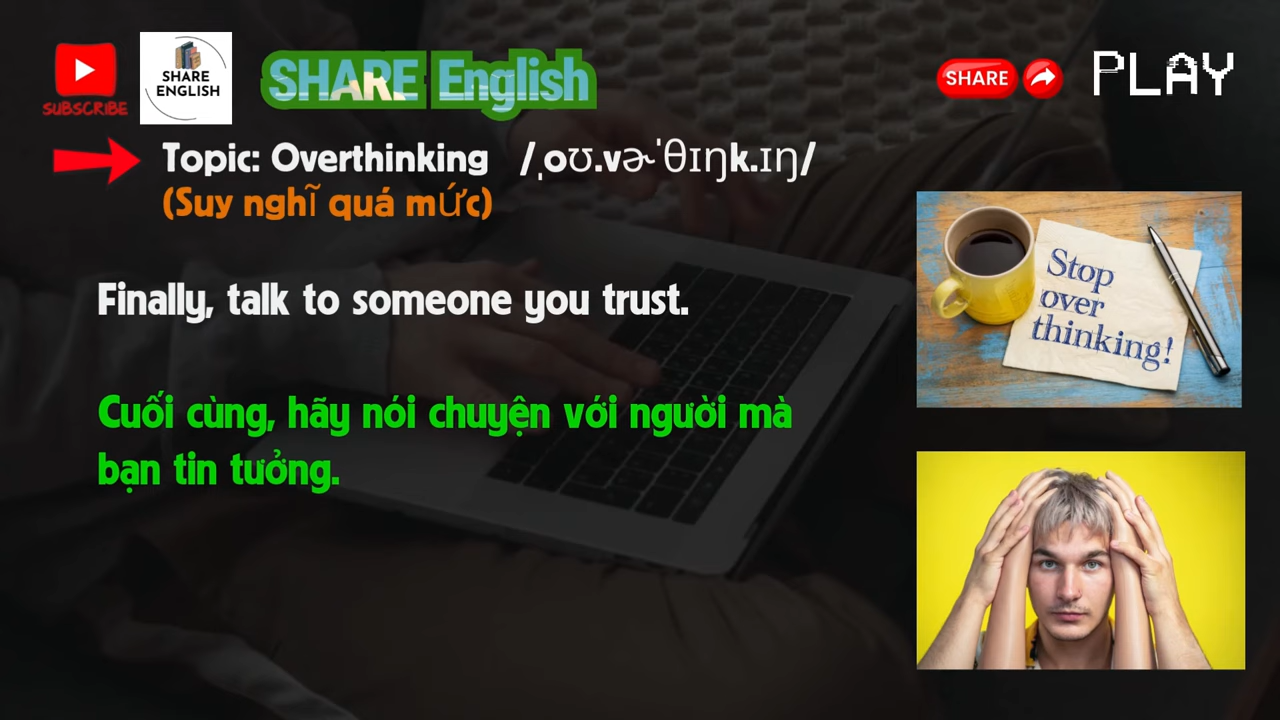 SUBSCRIBE
SHARE
ENGLISH
SHARE English
SHARE
PLAY
Topic: Overthinking /ˌoʊ.vɚˈθɪŋk.ɪŋ/
(Suy nghĩ quá mức)
Finally, talk to someone you trust.
Cuối cùng, hãy nói chuyện với người mà
bạn tin tưởng.
Stop
over
thinking!